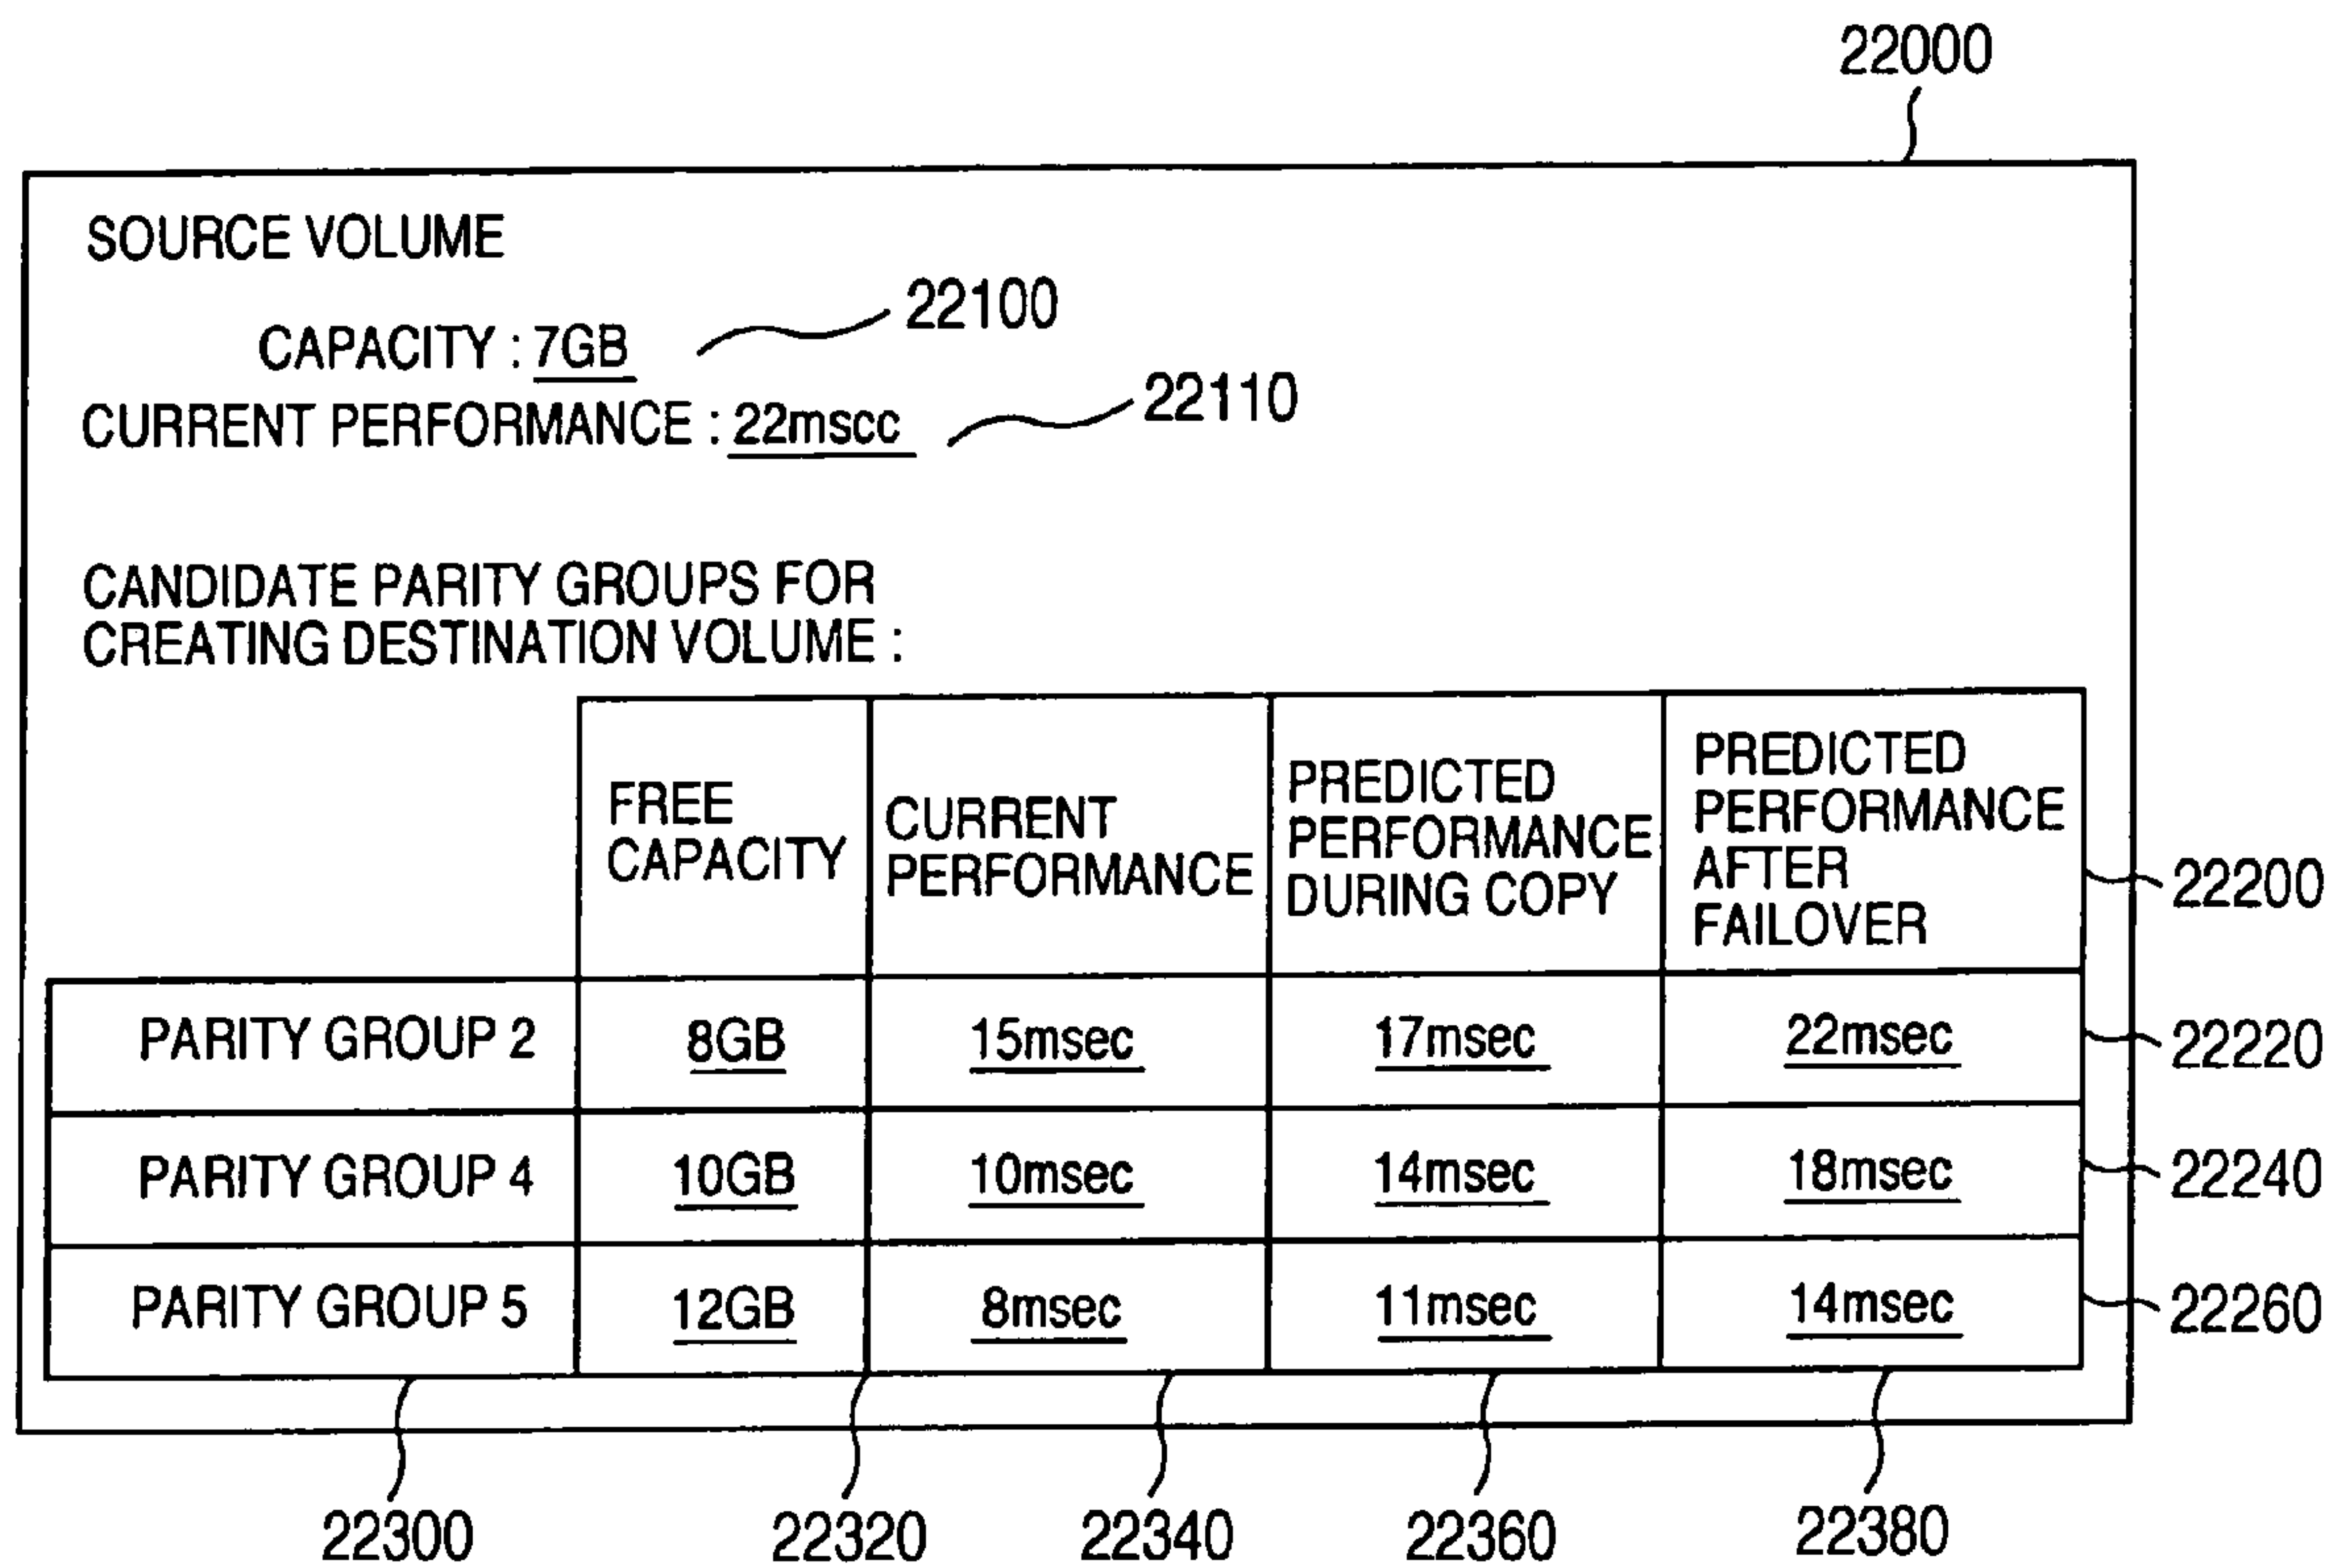 22000
SOURCE VOLUME
CAPACITY : 7GB
22100
CURRENT PERFORMANCE : 22mscc
22110
CANDIDATE PARITY GROUPS FOR
CREATING DESTINATION VOLUME :
FREE
CAPACITY
CURRENT
PERFORMANCE
PREDICTED
PERFORMANCE
DURING COPY
PREDICTED
PERFORMANCE
AFTER
FAILOVER
22200
PARITY GROUP 2 8GB 15msec 17msec 22msec 22220
PARITY GROUP 4 10GB 10msec 14msec 18msec 22240
PARITY GROUP 5 12GB 8msec 11msec 14msec 22260
22300 22320 22340 22360 22380